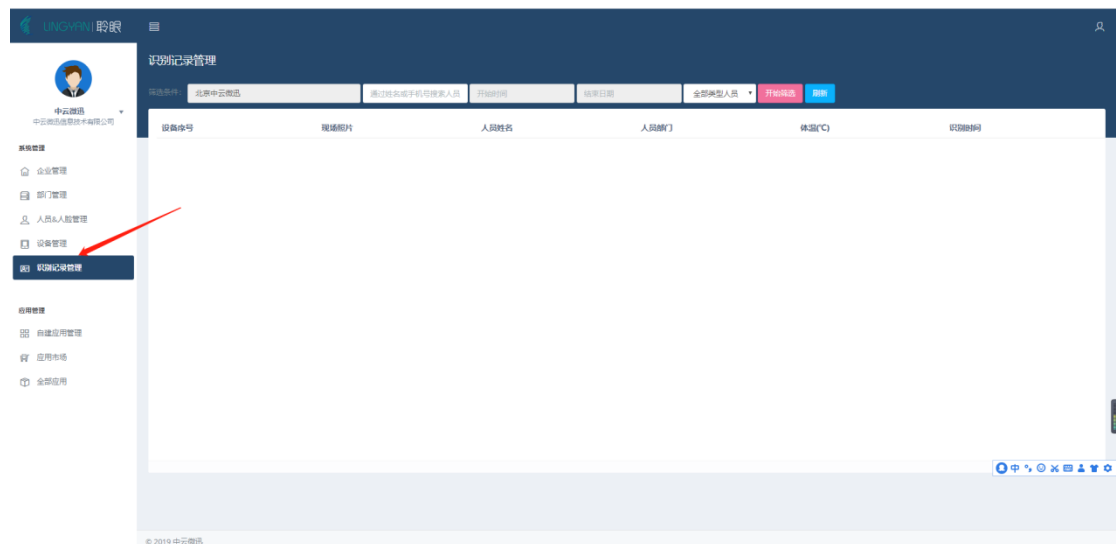 LINGYAN|聆眼
识别记录管理
筛选条件: 北京中云微迅 通过姓名或手机号搜索人员 开始时间 结束日期 全部类型人员 开始筛选 刷新
中云微迅
中云微迅信息技术有限公司
设备序号 现场照片 人员姓名 人员部门 体温(℃) 识别时间
系统管理
企业管理
部门管理
人员&人脸管理
设备管理
识别记录管理
应用管理
自建应用管理
应用市场
全部应用
中
© 2019 中云微迅